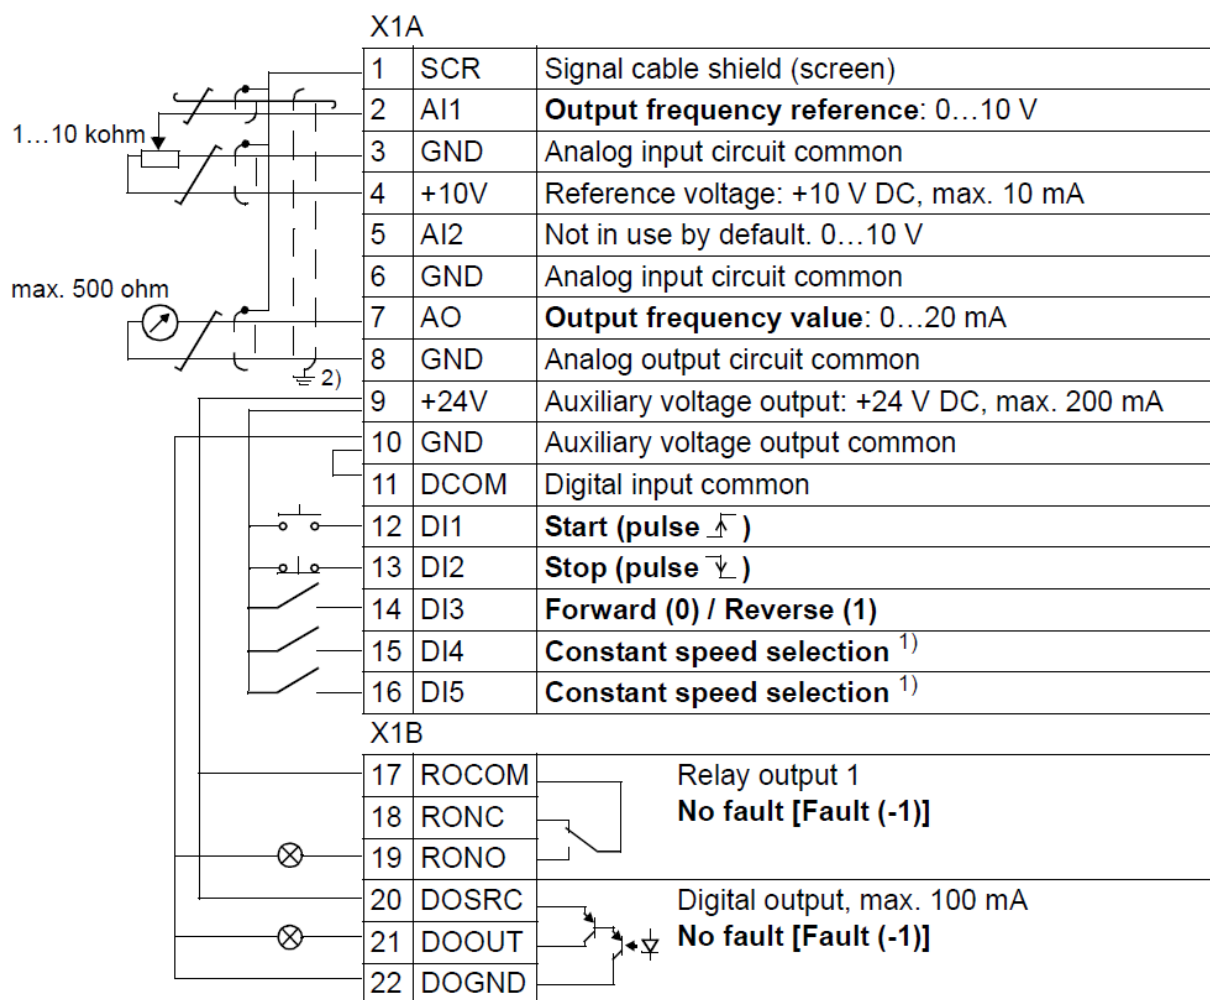 X1A
1 SCR Signal cable shield (screen)
2 AI1 Output frequency reference: 0…10 V
1…10 kohm
3 GND Analog input circuit common
4 +10V Reference voltage: +10 V DC, max. 10 mA
5 AI2 Not in use by default. 0…10 V
6 GND Analog input circuit common
max. 500 ohm
7 AO Output frequency value: 0…20 mA
8 GND Analog output circuit common
2)
9 +24V Auxiliary voltage output: +24 V DC, max. 200 mA
10 GND Auxiliary voltage output common
11 DCOM Digital input common
12 DI1 Start (pulse )
13 DI2 Stop (pulse )
14 DI3 Forward (0) / Reverse (1)
15 DI4 Constant speed selection 1)
16 DI5 Constant speed selection 1)
X1B
17 ROCOM Relay output 1
18 RONC No fault [Fault (-1)]
19 RONO
20 DOSRC Digital output, max. 100 mA
21 DOOUT No fault [Fault (-1)]
22 DOGND